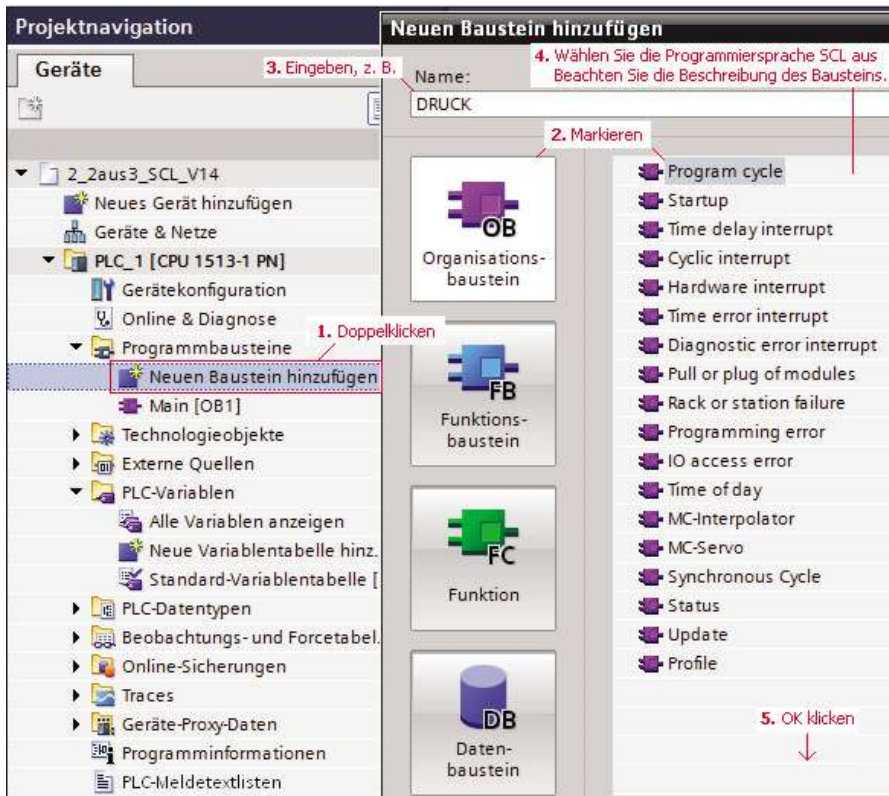 Projektnavigation
Geräte
2_2aus3_SCL_V14
Neues Gerät hinzufügen
Geräte & Netze
PLC_1 [CPU 1513-1 PN]
Gerätekonfiguration
Online & Diagnose
1. Doppelklicken
Programmbausteine
Neuen Baustein hinzufügen
Main [OB1]
Technologieobjekte
Externe Quellen
PLC-Variablen
Alle Variablen anzeigen
Neue Variablentabelle hinz.
Standard-Variablentabelle [
PLC-Datentypen
Beobachtungs- und Forcetabel.
Online-Sicherungen
Traces
Geräte-Proxy-Daten
Programminformationen
PLC-Meldetextlisten
Neuen Baustein hinzufügen
3. Eingeben, z. B.
Name:
DRUCK
4. Wählen Sie die Programmiersprache SCL aus
Beachten Sie die Beschreibung des Bausteins.
2. Markieren
OB
Organisations-
baustein
FB
Funktions-
baustein
FC
Funktion
DB
Daten-
baustein
Program cycle
Startup
Time delay interrupt
Cyclic interrupt
Hardware interrupt
Time error interrupt
Diagnostic error interrupt
Pull or plug of modules
Rack or station failure
Programming error
IO access error
Time of day
MC-Interpolator
MC-Servo
Synchronous Cycle
Status
Update
Profile
5. OK klicken